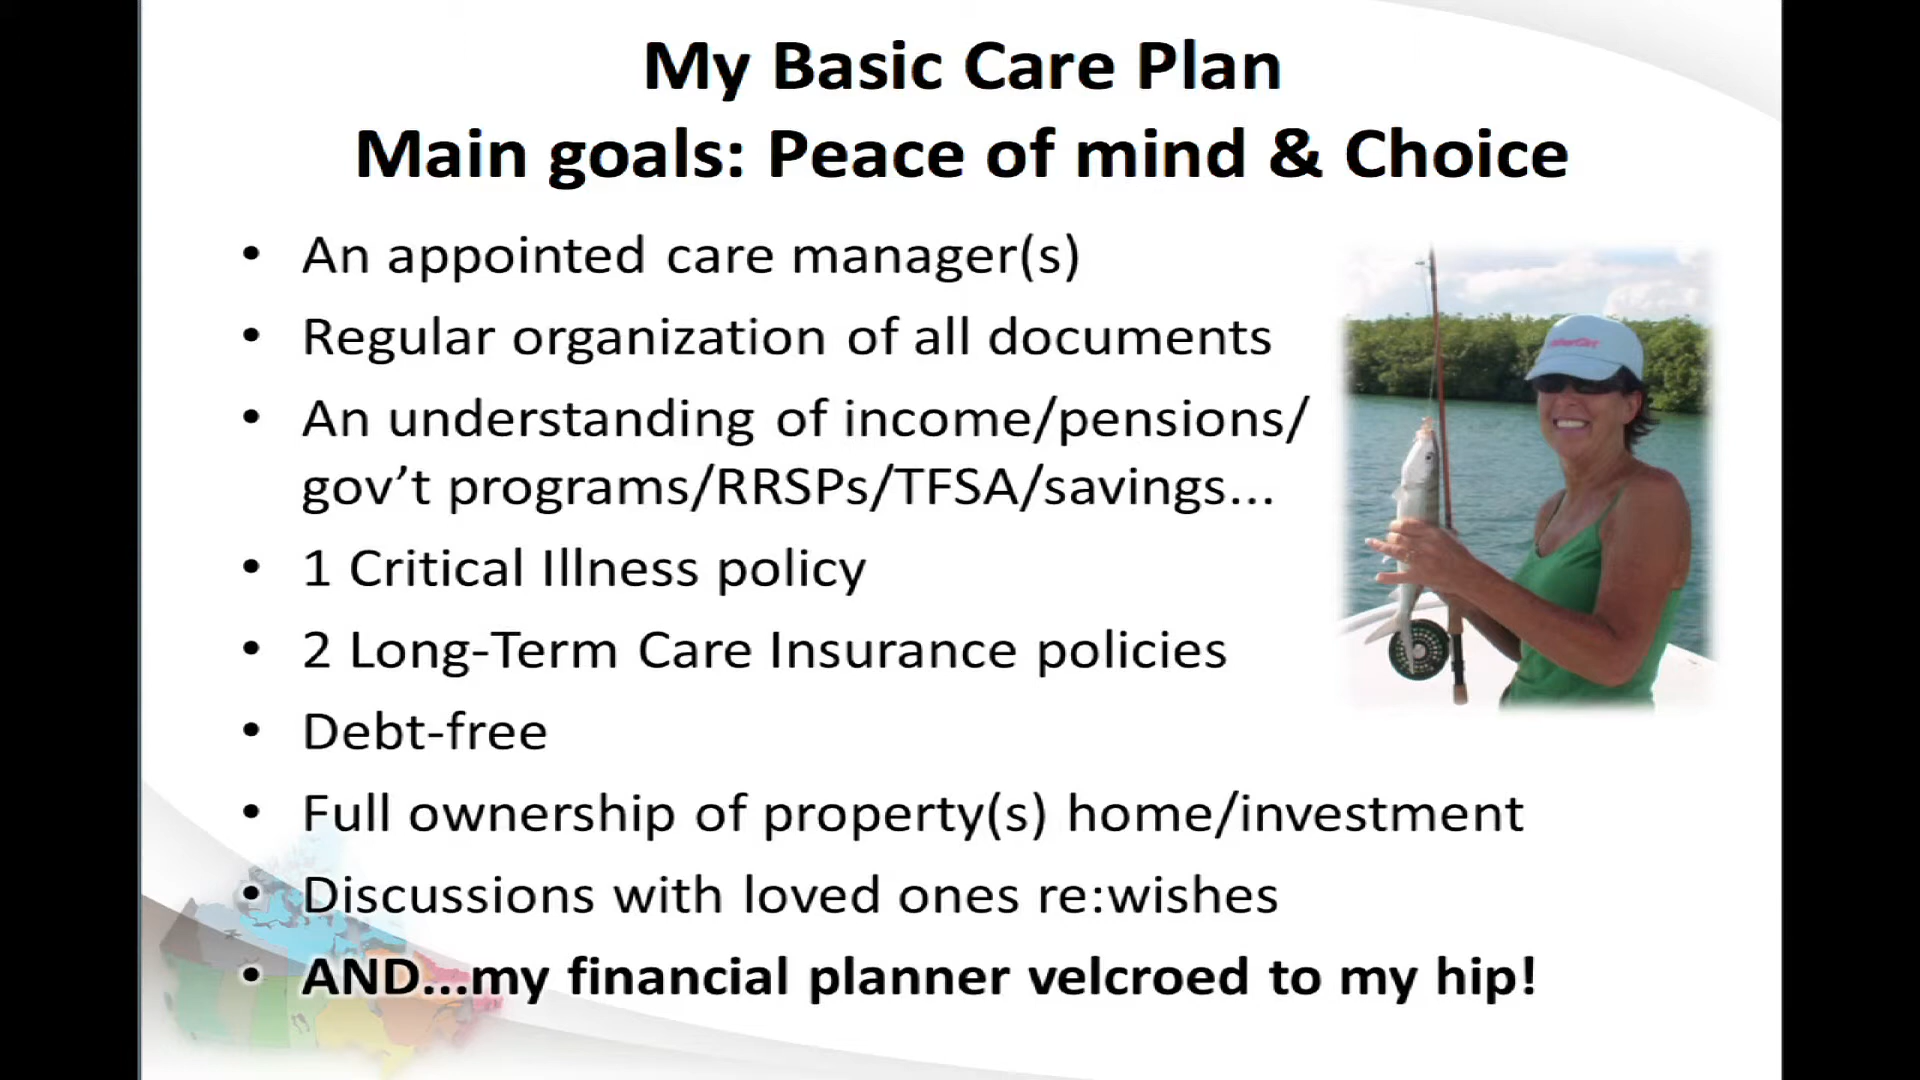 My Basic Care Plan
Main goals: Peace of mind & Choice
• An appointed care manager(s)
• Regular organization of all documents
• An understanding of income/pensions/
gov’t programs/RRSPs/TFSA/savings...
• 1 Critical Illness policy
• 2 Long-Term Care Insurance policies
• Debt-free
• Full ownership of property(s) home/investment
• Discussions with loved ones re:wishes
• AND...my financial planner velcroed to my hip!